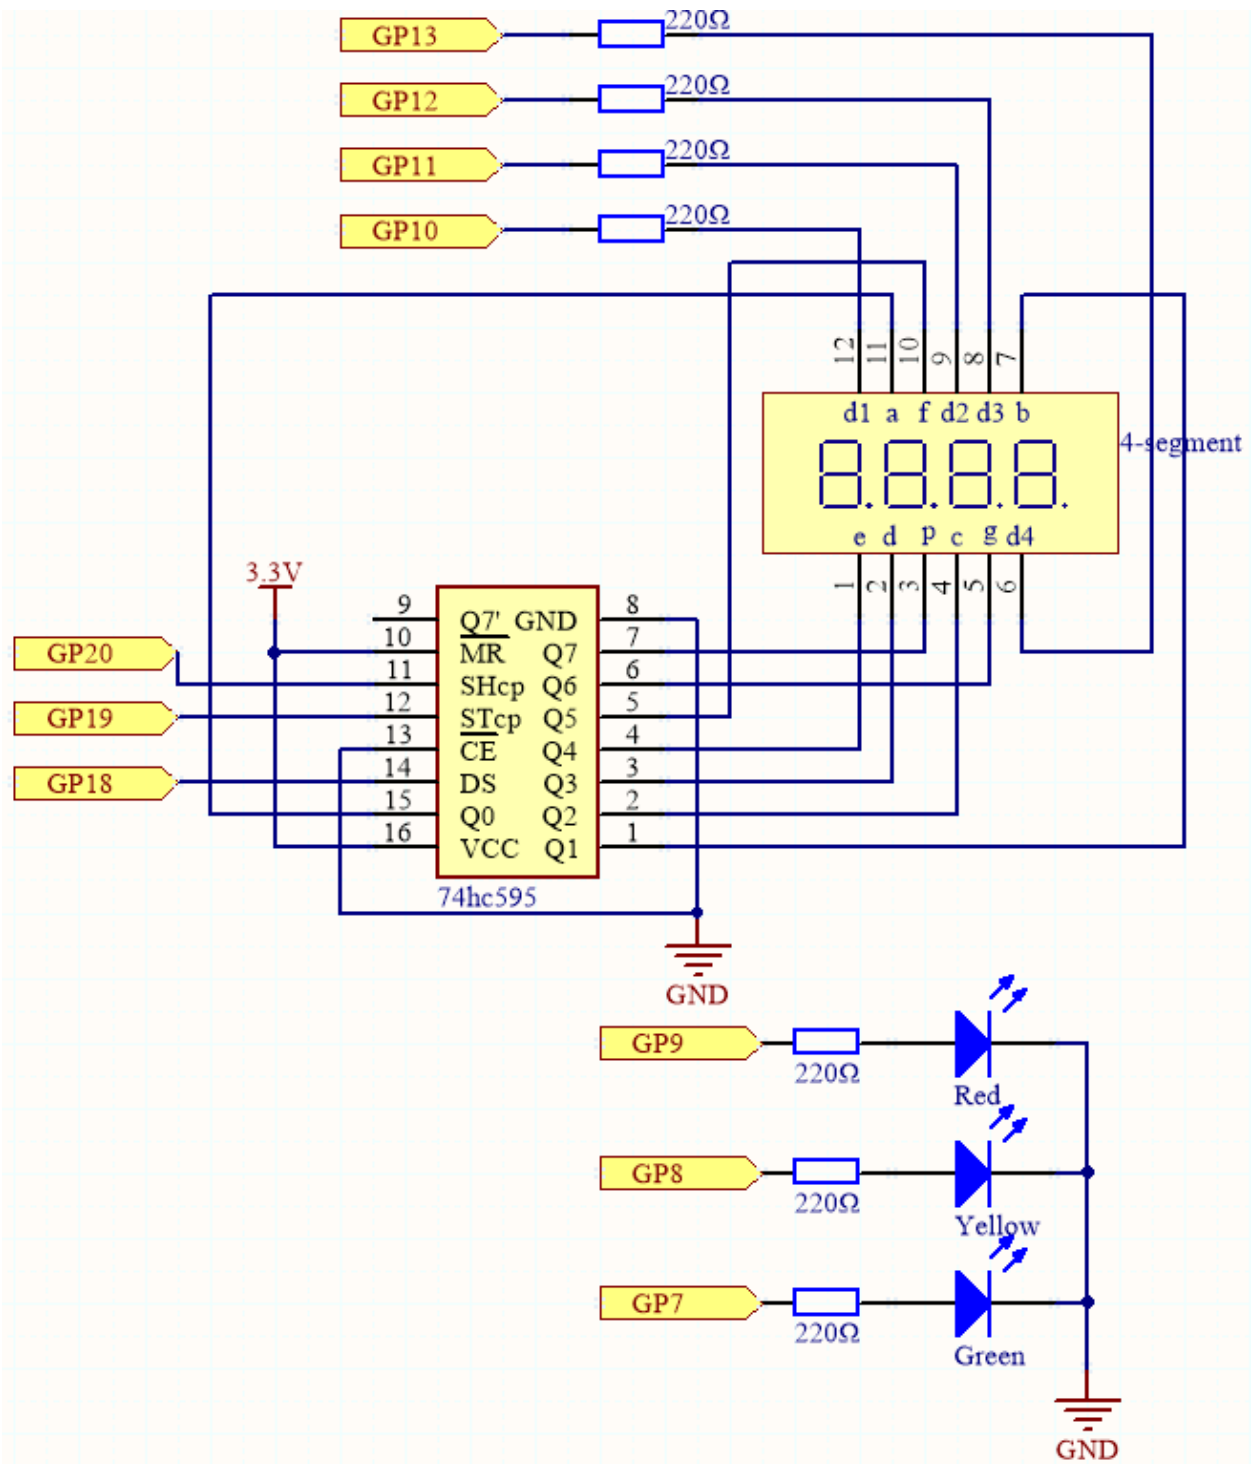 GP13 220Ω
GP12 220Ω
GP11 220Ω
GP10 220Ω
12 11 10 9 8 7
d1 a f d2 d3 b
4-segment
e d p c g d4
1 2 3 4 5 6
3.3V
GP20
GP19
GP18
9 Q7' GND 8
10 MR Q7 7
11 SHcp Q6 6
12 STcp Q5 5
13 CE Q4 4
14 DS Q3 3
15 Q0 Q2 2
16 VCC Q1 1
74hc595
GND
GP9
220Ω
Red
GP8
220Ω
Yellow
GP7
220Ω
Green
GND